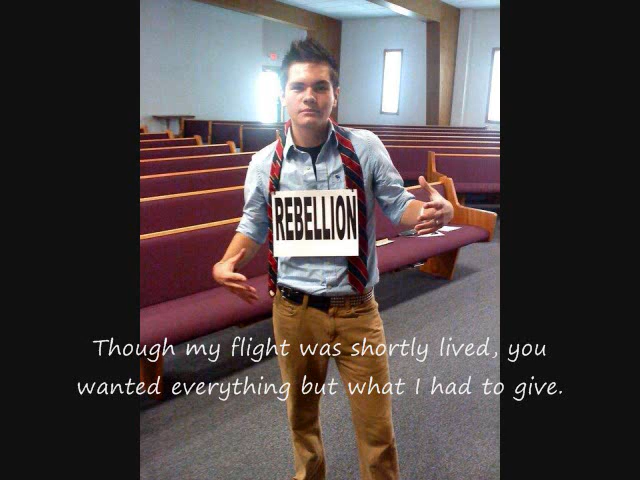 REBELLION
Though my flight was shortly lived, you
wanted everything but what I had to give.